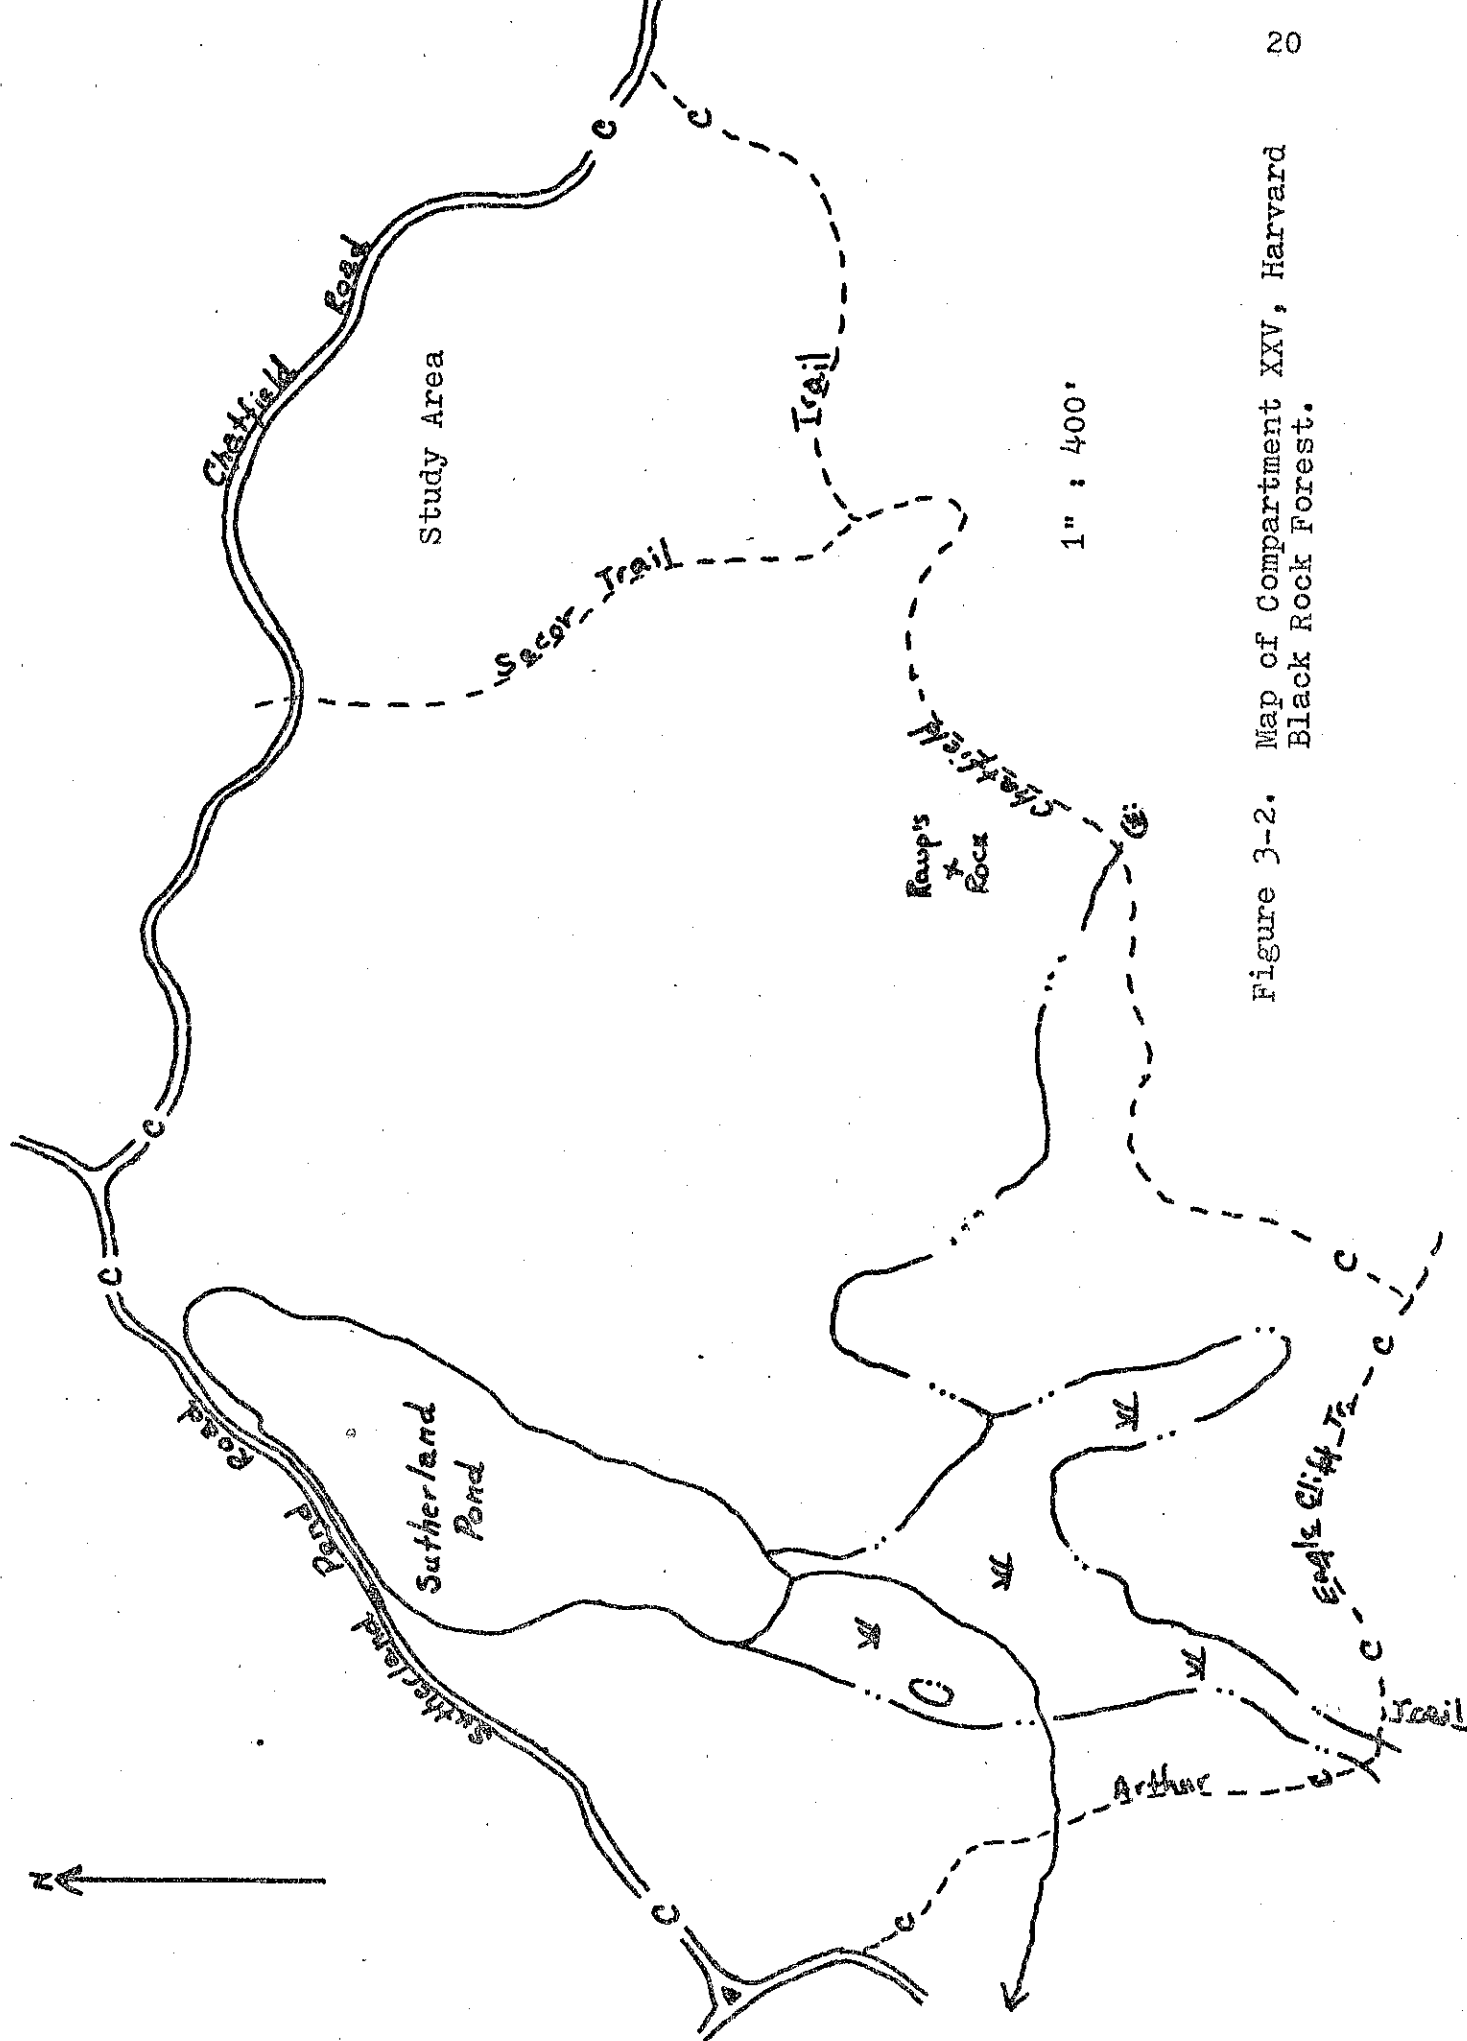 20
N
Chatfield Road
Study Area
Secor Trail
Trail
Chatfield
Raup's
x
Rock
1" : 400'
Sutherland Pond Road
Sutherland
Pond
C
C
C
C
C
C
C
C
C
C
Arthur
Trail
Eagle Cliff Tr.
Figure 3-2. Map of Compartment XXV, Harvard
Black Rock Forest.